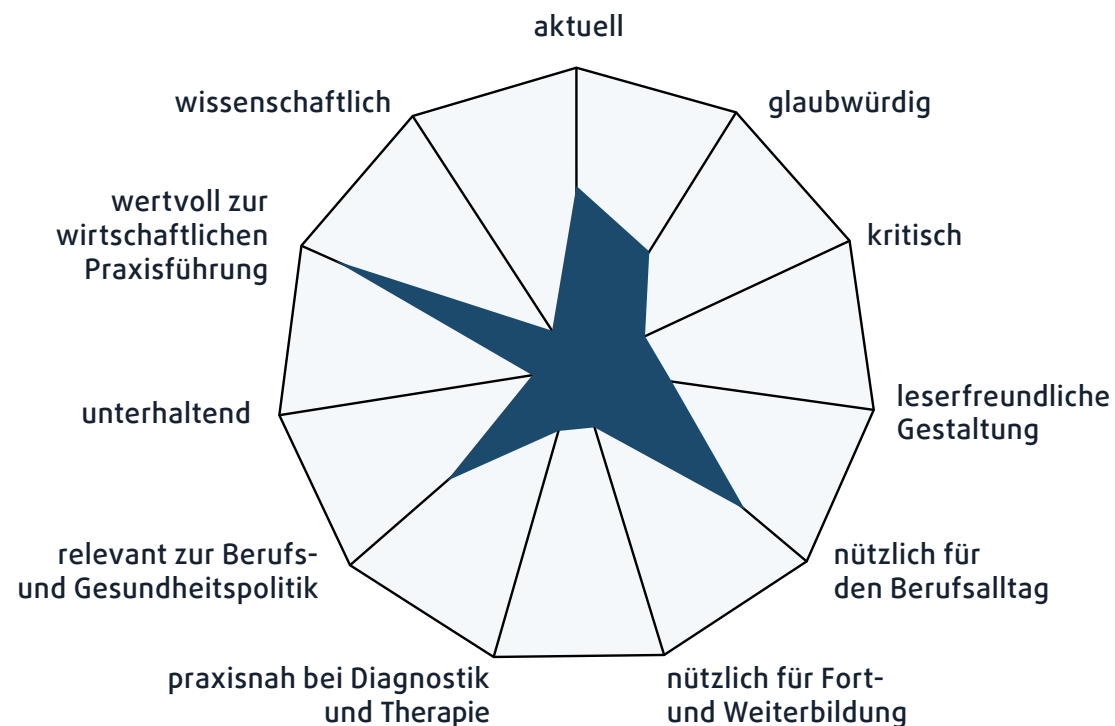 aktuell
glaubwürdig
kritisch
leserfreundliche
Gestaltung
nützlich für
den Berufsalltag
nützlich für Fort-
und Weiterbildung
praxisnah bei Diagnostik
und Therapie
relevant zur Berufs-
und Gesundheitspolitik
unterhaltend
wertvoll zur
wirtschaftlichen
Praxisführung
wissenschaftlich